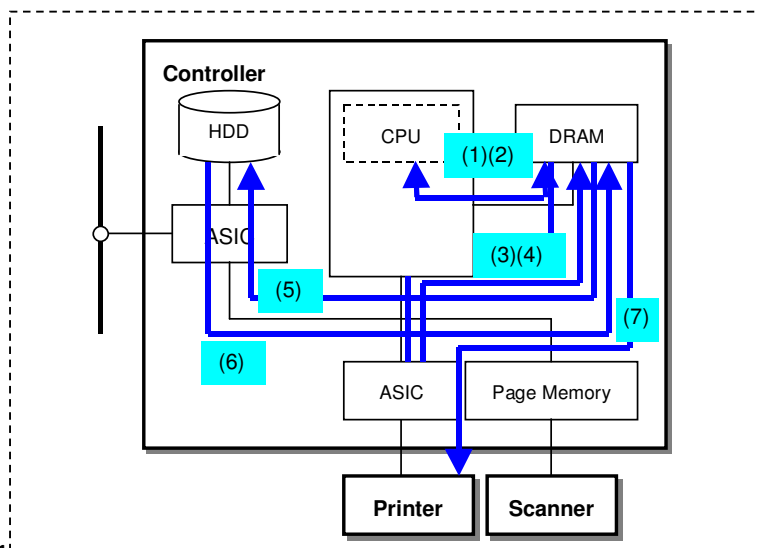 Controller
HDD
CPU
DRAM
(1)(2)
ASIC
(3)(4)
(5)
(7)
(6)
ASIC
Page Memory
Printer
Scanner